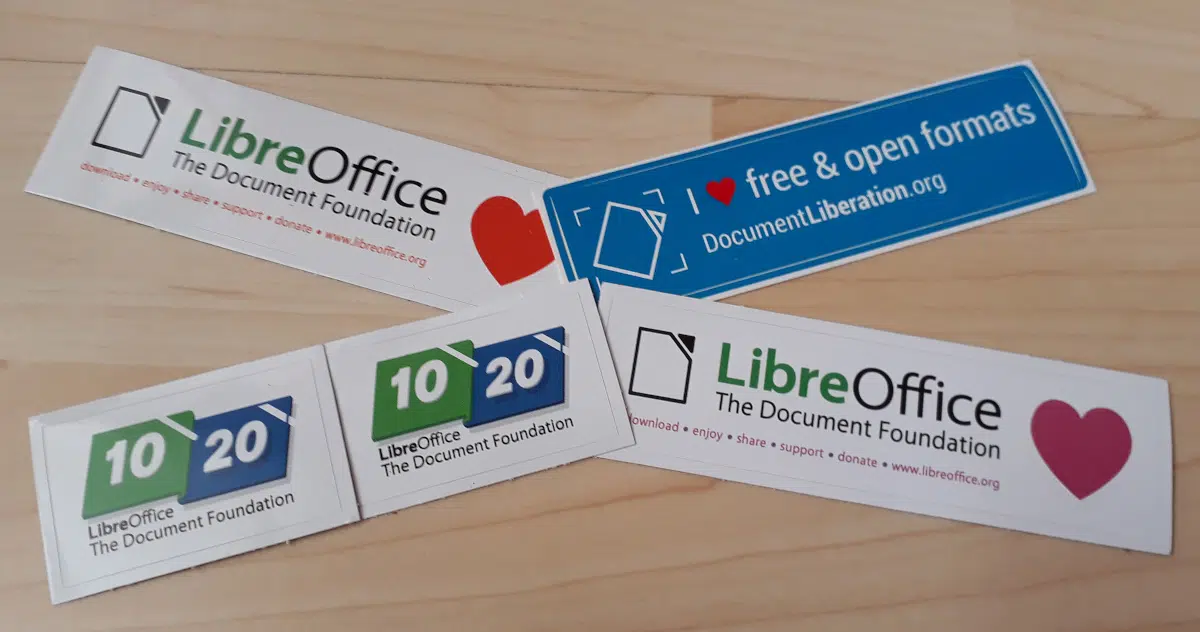 LibreOffice
The Document Foundation
download • enjoy • share • support • donate • www.libreoffice.org
I ❤ free & open formats
DocumentLiberation.org
10 20
LibreOffice
The Document Foundation
10 20
LibreOffice
The Document Foundation
LibreOffice
The Document Foundation
ownload • enjoy • share • support • donate • www.libreoffice.org